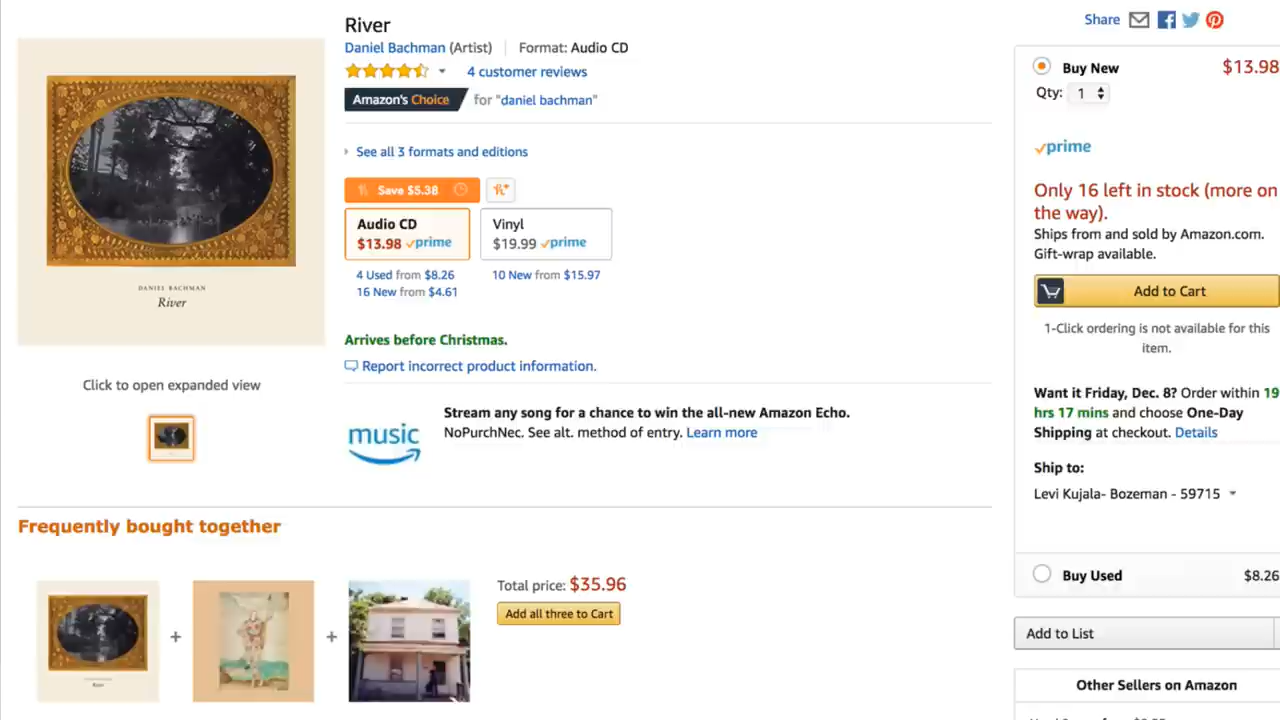 River
Daniel Bachman (Artist) Format: Audio CD
4 customer reviews
Amazon's Choice for "daniel bachman"
See all 3 formats and editions
Save $5.38
Audio CD
$13.98 prime
Vinyl
$19.99 prime
4 Used from $8.26
16 New from $4.61
10 New from $15.97
Arrives before Christmas.
Report incorrect product information.
DANIEL BACHMAN
River
Click to open expanded view
music
Stream any song for a chance to win the all-new Amazon Echo.
NoPurchNec. See alt. method of entry. Learn more
Frequently bought together
River
+
+
Total price: $35.96
Add all three to Cart
Share
Buy New $13.98
Qty: 1
prime
Only 16 left in stock (more on
the way).
Ships from and sold by Amazon.com.
Gift-wrap available.
Add to Cart
1-Click ordering is not available for this
item.
Want it Friday, Dec. 8? Order within 19
hrs 17 mins and choose One-Day
Shipping at checkout. Details
Ship to:
Levi Kujala- Bozeman - 59715
Buy Used $8.26
Add to List
Other Sellers on Amazon